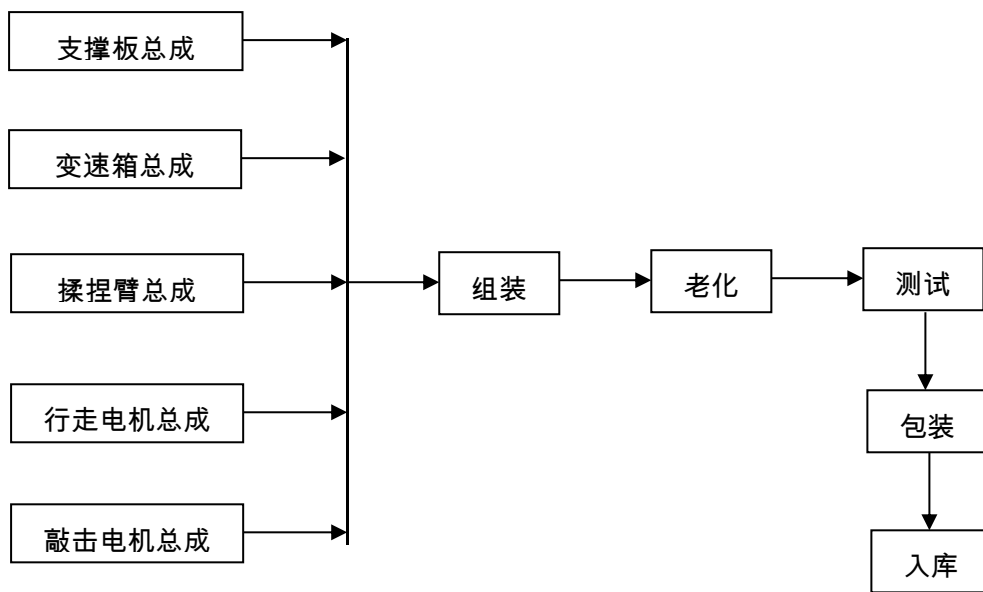 支撑板总成
变速箱总成
揉捏臂总成
行走电机总成
敲击电机总成
组装
老化
测试
包装
入库